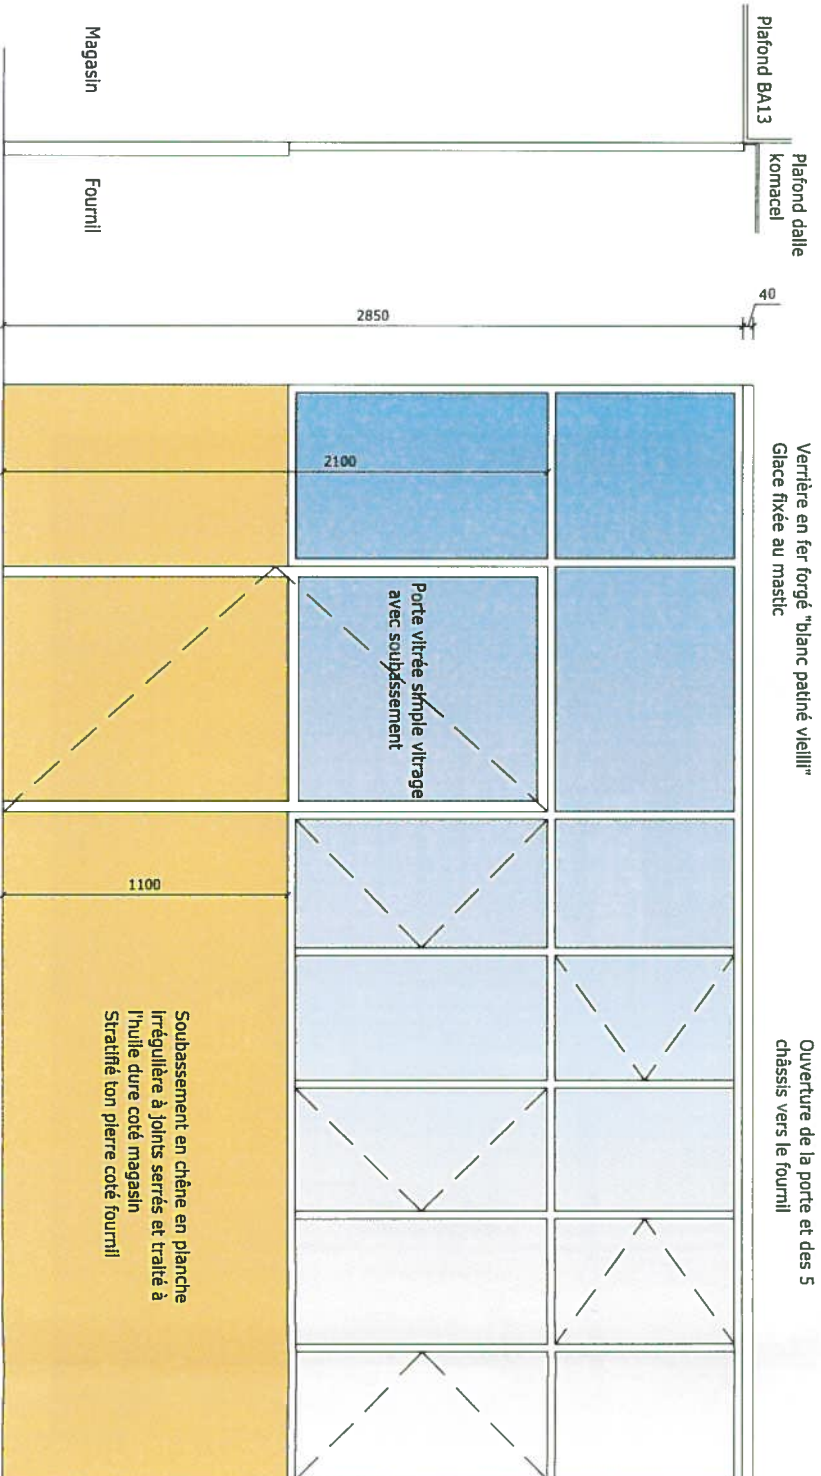 Plafond BA13
Plafond dalle
komacel
Magasin
Fournil
40
2850
Verrière en fer forgé "blanc patiné vieilli"
Glace fixée au mastic
2100
Porte vitrée simple vitrage
avec soubassement
1100
Ouverture de la porte et des 5
châssis vers le fournil
Soubassement en chêne en planche
irrégulière à joints serrés et traité à
l'huile dure coté magasin
Stratifié ton pierre coté fournil